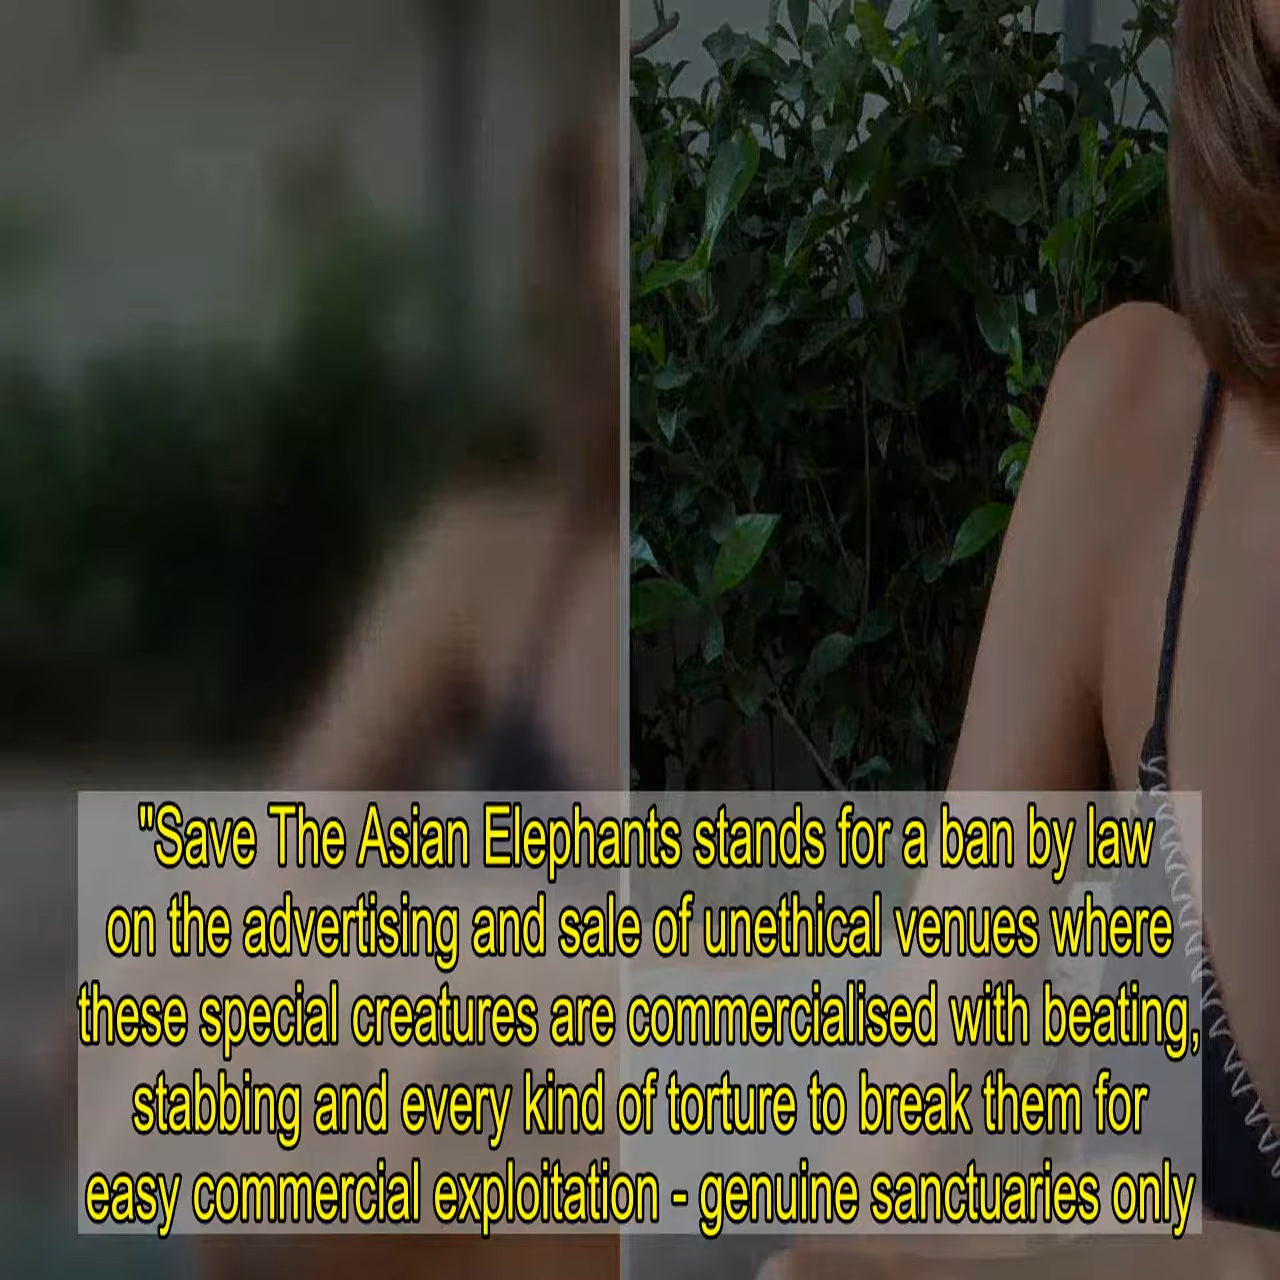 "Save The Asian Elephants stands for a ban by law
on the advertising and sale of unethical venues where
these special creatures are commercialised with beating,
stabbing and every kind of torture to break them for
easy commercial exploitation - genuine sanctuaries only